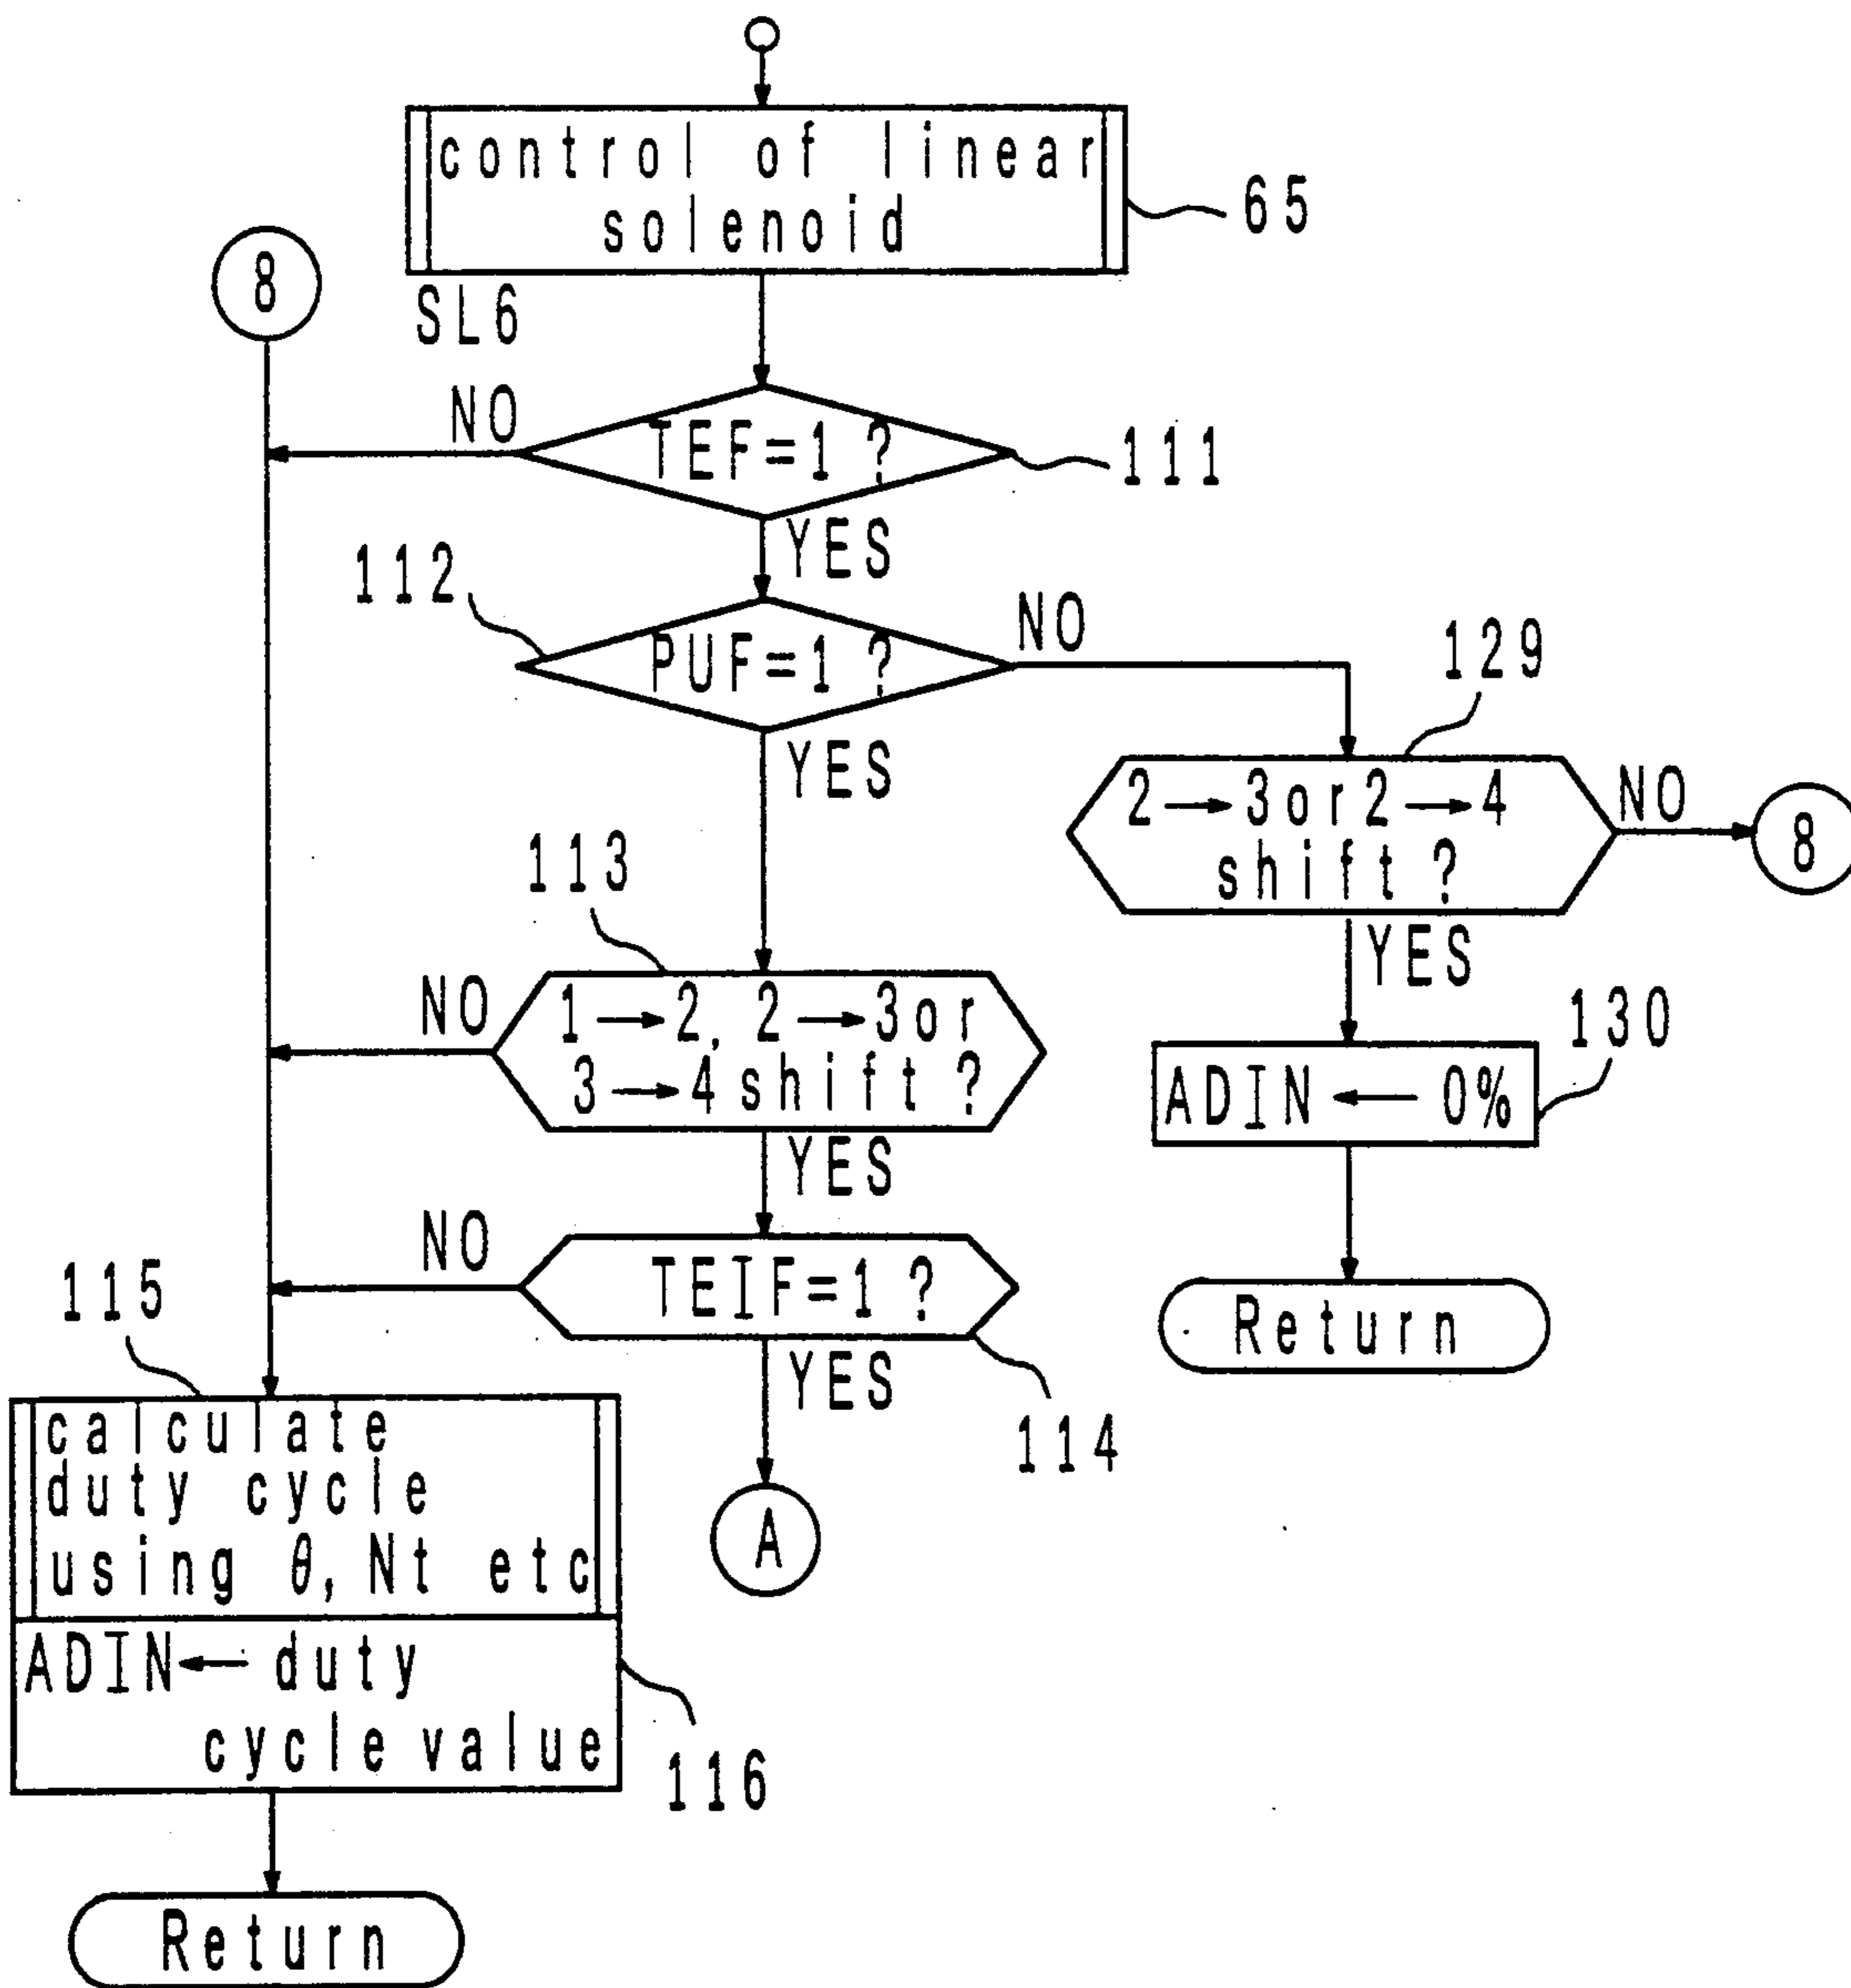 control of linear
solenoid
65
8
SL6
NO
TEF=1 ?
111
YES
112
PUF=1 ?
NO
129
YES
2→3or2→4
shift ?
NO
8
113
YES
NO
1→2, 2→3or
3→4 shift ?
130
ADIN ← 0%
YES
NO
115
TEIF=1 ?
Return
YES
114
calculate
duty cycle
using θ, Nt etc
A
ADIN← duty
cycle value
116
Return